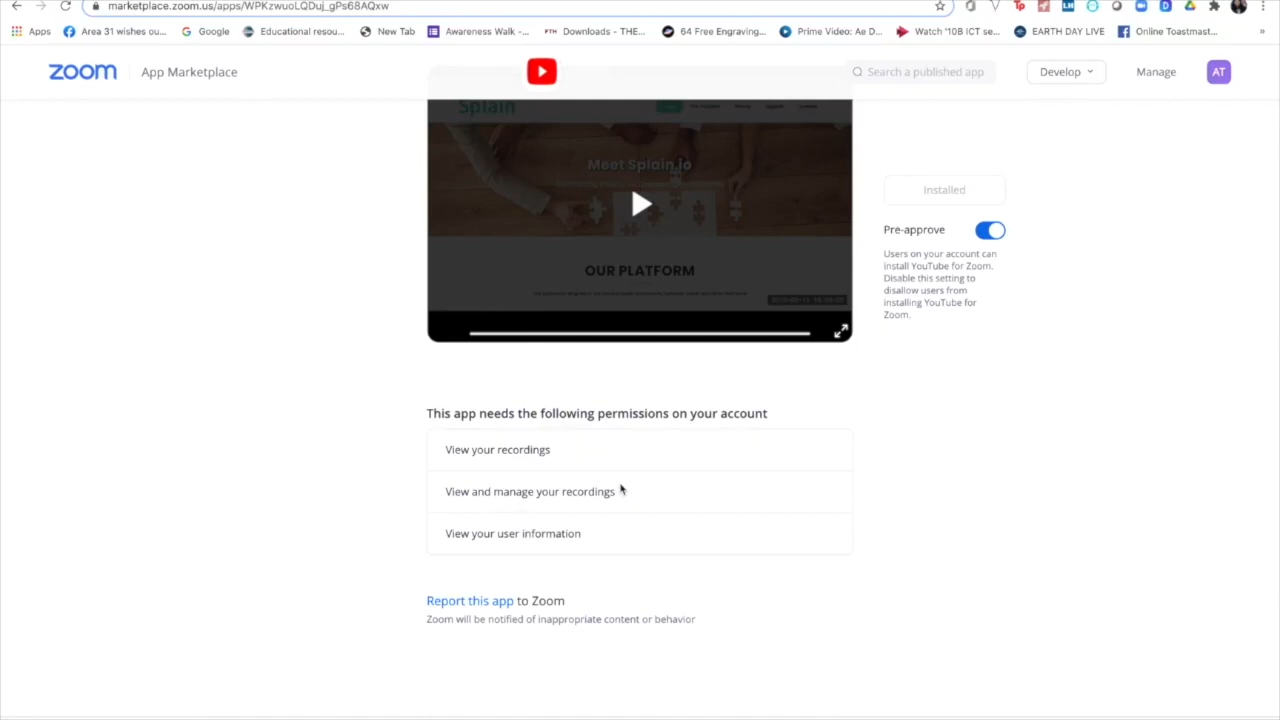 marketplace.zoom.us/apps/WPKzwuoLQDuj_gPs68AQxw
Apps
Area 31 wishes ou...
Google
Educational resou...
New Tab
Awareness Walk -...
FTH
Downloads - THE...
64 Free Engraving...
Prime Video: Ae D...
Watch '10B ICT se...
EARTH DAY LIVE
Online Toastmast...
»
zoom
App Marketplace
Search a published app
Develop
Manage
AT
Splain
Meet Splain.io
OUR PLATFORM
Installed
Pre-approve
Users on your account can
install YouTube for Zoom.
Disable this setting to
disallow users from
installing YouTube for
Zoom.
This app needs the following permissions on your account
View your recordings
View and manage your recordings
View your user information
Report this app to Zoom
Zoom will be notified of inappropriate content or behavior